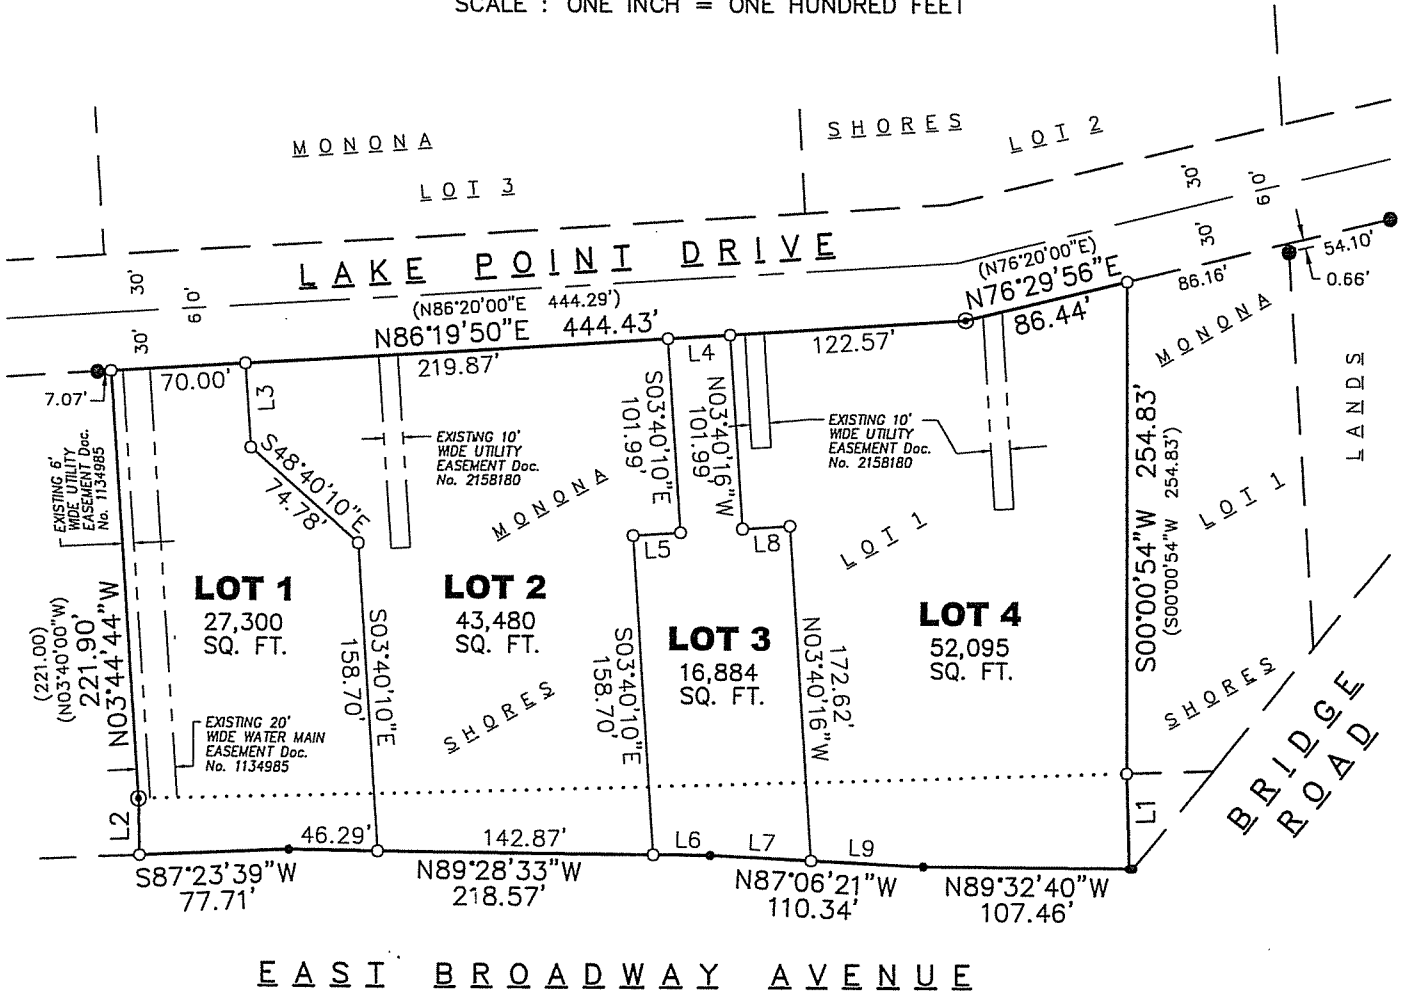 SCALE : ONE INCH = ONE HUNDRED FEET
MONONA
LOT 3
SHORES
LOT 2
LAKE POINT DRIVE
30'
60'
30'
30'
60'
30'
(N86°20'00"E 444.29')
N86°19'50"E 444.43'
(N76°20'00"E)
N76°29'56"E
86.44'
86.16'
54.10'
0.66'
7.07'
70.00'
219.87'
L4
122.57'
L3
S48°40'10"E
74.78'
S03°40'10"E
101.99'
N03°40'16"W
101.99'
L5
L8
EXISTING 6'
WIDE UTILITY
EASEMENT Doc.
No. 1134985
EXISTING 10'
WIDE UTILITY
EASEMENT Doc.
No. 2158180
EXISTING 10'
WIDE UTILITY
EASEMENT Doc.
No. 2158180
MONONA
LOT 1
SHORES
MONONA
LOT 1
SHORES
LANDS
(221.00)
(N03°40'00"W)
221.90'
N03°44'44"W
LOT 1
27,300
SQ. FT.
LOT 2
43,480
SQ. FT.
LOT 3
16,884
SQ. FT.
LOT 4
52,095
SQ. FT.
S03°40'10"E
158.70'
S03°40'10"E
158.70'
N03°40'16"W
172.62'
S00°00'54"W 254.83'
(S00°00'54"W 254.83')
EXISTING 20'
WIDE WATER MAIN
EASEMENT Doc.
No. 1134985
BRIDGE
ROAD
L2
L1
46.29'
142.87'
L6
L7
L9
S87°23'39"W
77.71'
N89°28'33"W
218.57'
N87°06'21"W
110.34'
N89°32'40"W
107.46'
EAST BROADWAY AVENUE